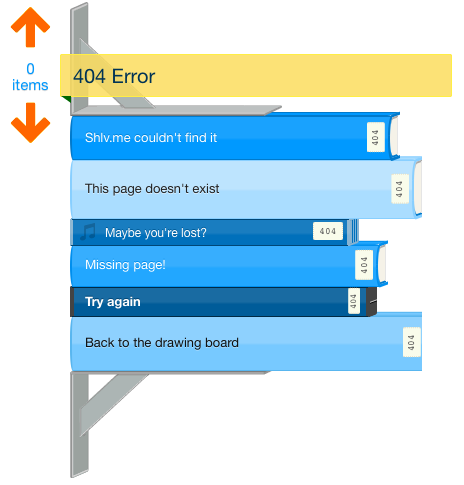 0
items
404 Error
Shlv.me couldn't find it
404
This page doesn't exist
404
Maybe you're lost?
404
Missing page!
404
Try again
404
Back to the drawing board
404